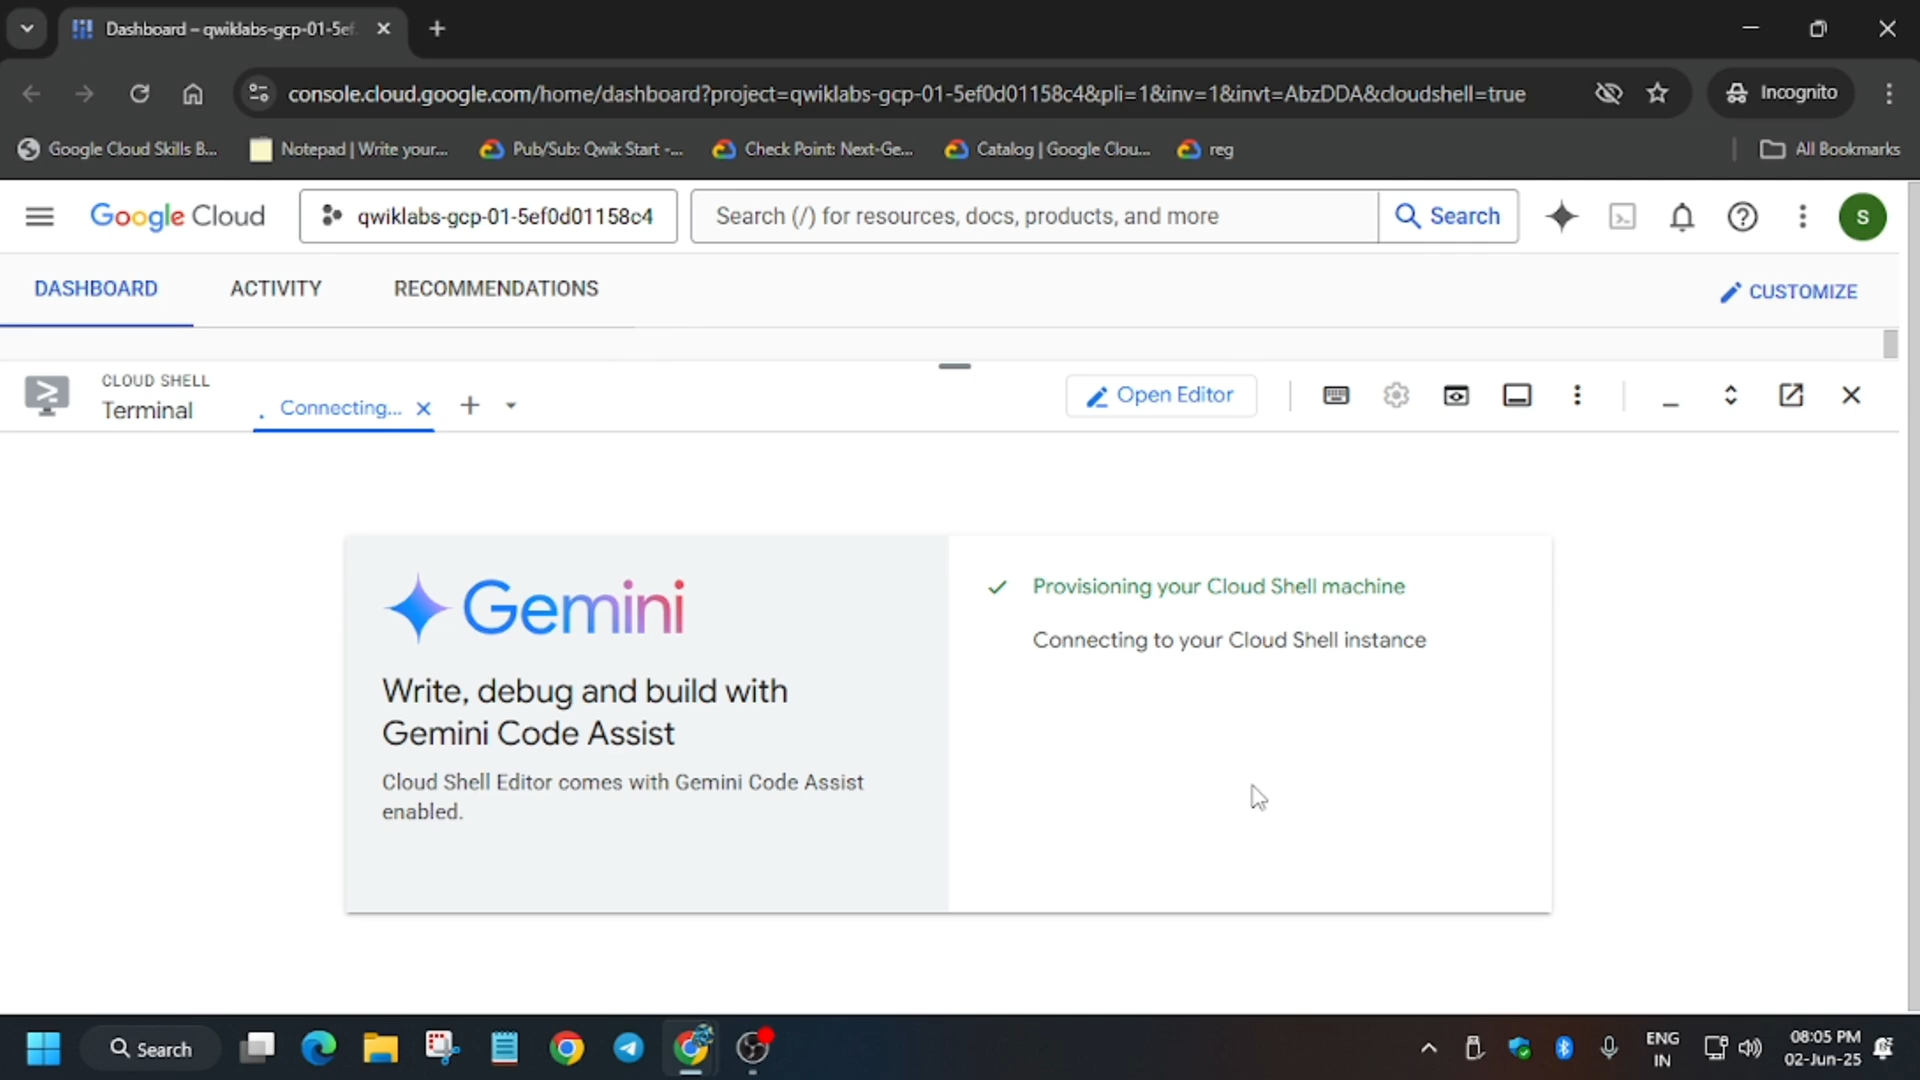 Dashboard – qwiklabs-gcp-01-5ef
console.cloud.google.com/home/dashboard?project=qwiklabs-gcp-01-5ef0d01158c4&pli=1&inv=1&invt=AbzDDA&cloudshell=true
Incognito
Google Cloud Skills B...
Notepad | Write your...
Pub/Sub: Qwik Start -...
Check Point: Next-Ge...
Catalog | Google Clou...
reg
All Bookmarks
Google Cloud
qwiklabs-gcp-01-5ef0d01158c4
Search (/) for resources, docs, products, and more
Search
S
DASHBOARD
ACTIVITY
RECOMMENDATIONS
CUSTOMIZE
CLOUD SHELL
Terminal
. Connecting...
Open Editor
Gemini
Write, debug and build with
Gemini Code Assist
Cloud Shell Editor comes with Gemini Code Assist
enabled.
Provisioning your Cloud Shell machine
Connecting to your Cloud Shell instance
Search
ENG
IN
08:05 PM
02-Jun-25